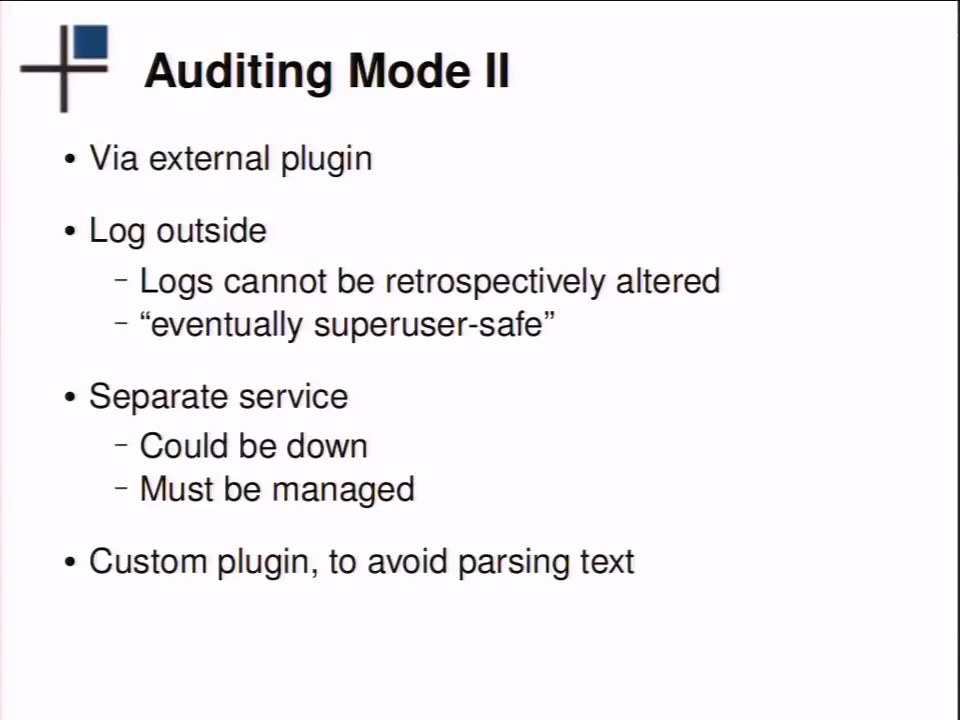 Auditing Mode II
• Via external plugin
• Log outside
– Logs cannot be retrospectively altered
– “eventually superuser-safe”
• Separate service
– Could be down
– Must be managed
• Custom plugin, to avoid parsing text